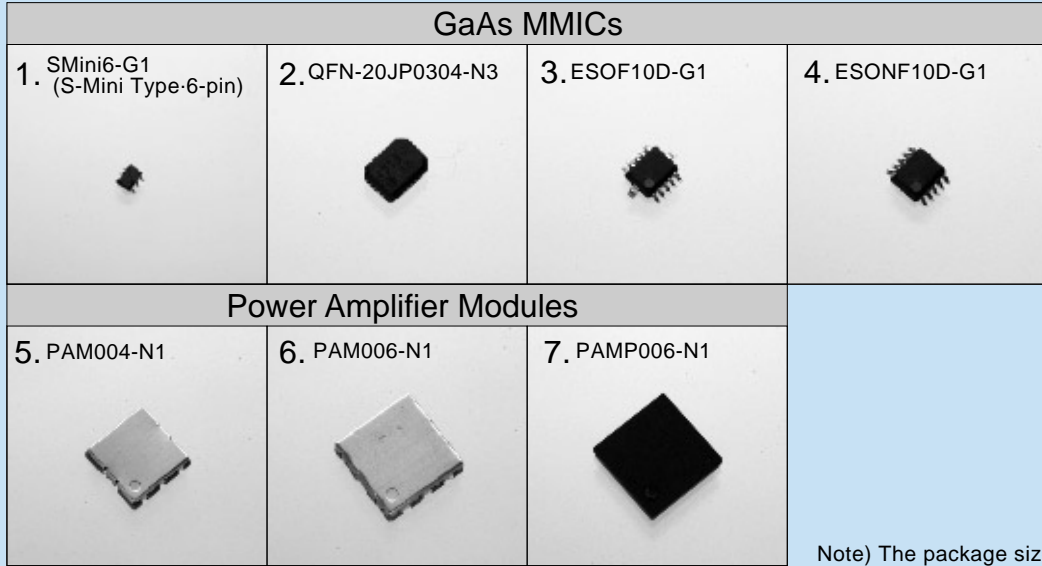 GaAs MMICs
1. SMini6-G1
(S-Mini Type·6-pin)
2. QFN-20JP0304-N3
3. ESOF10D-G1
4. ESONF10D-G1
Power Amplifier Modules
5. PAM004-N1
6. PAM006-N1
7. PAMP006-N1
Note) The package siz